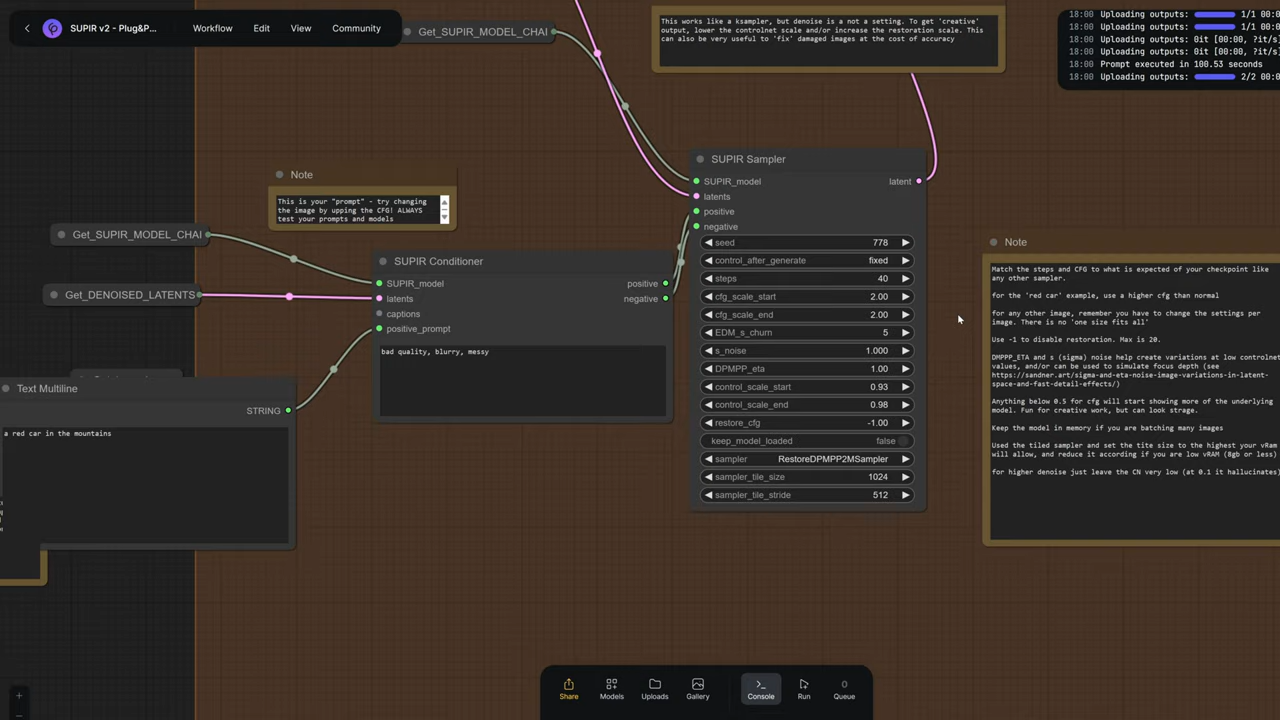 SUPIR v2 - Plug&P...
Workflow
Edit
View
Community
Get_SUPIR_MODEL_CHAI
This works like a ksampler, but denoise is a not a setting. To get 'creative'
output, lower the controlnet scale and/or increase the restoration scale. This
can also be very useful to 'fix' damaged images at the cost of accuracy
18:00 Uploading outputs: 1/1 00:0
18:00 Uploading outputs: 1/1 00:0
18:00 Uploading outputs: 0it [00:00, ?it/s]
18:00 Uploading outputs: 0it [00:00, ?it/s]
18:00 Prompt executed in 100.53 seconds
18:00 Uploading outputs: 2/2 00:0
Note
This is your "prompt" - try changing
the image by upping the CFG! ALWAYS
test your prompts and models
Get_SUPIR_MODEL_CHAI
Get_DENOISED_LATENTS
SUPIR Conditioner
SUPIR_model
positive
latents
negative
captions
positive_prompt
bad quality, blurry, messy
Text Multiline
STRING
a red car in the mountains
SUPIR Sampler
SUPIR_model
latent
latents
positive
negative
seed 778
control_after_generate fixed
steps 40
cfg_scale_start 2.00
cfg_scale_end 2.00
EDM_s_churn 5
s_noise 1.000
DPMPP_eta 1.00
control_scale_start 0.93
control_scale_end 0.98
restore_cfg -1.00
keep_model_loaded false
sampler RestoreDPMPP2MSampler
sampler_tile_size 1024
sampler_tile_stride 512
Note
Match the steps and CFG to what is expected of your checkpoint like
any other sampler.
for the 'red car' example, use a higher cfg than normal
for any other image, remember you have to change the settings per
image. There is no 'one size fits all'
Use -1 to disable restoration. Max is 20.
DMPPP_ETA and s (sigma) noise help create variations at low controlnet
values, and/or can be used to simulate focus depth (see
https://sandner.art/sigma-and-eta-noise-image-variations-in-latent-
space-and-fast-detail-effects/)
Anything below 0.5 for cfg will start showing more of the underlying
model. Fun for creative work, but can look strage.
Keep the model in memory if you are batching many images
Used the tiled sampler and set the tite size to the highest your vRam
will allow, and reduce it according if you are low vRAM (8gb or less)
for higher denoise just leave the CN very low (at 0.1 it hallucinates)
Share
Models
Uploads
Gallery
Console
Run
0
Queue